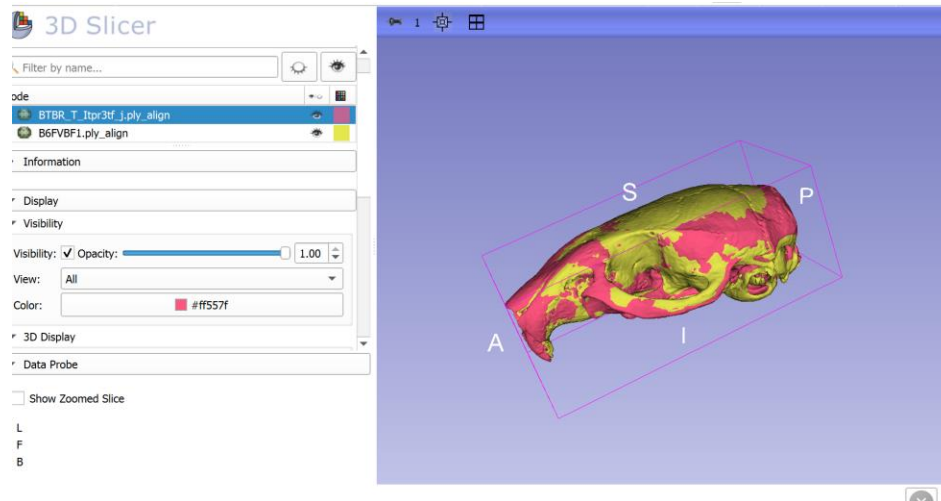 3D Slicer
Filter by name...
ode
BTBR_T_Itpr3tf_j.ply_align
B6FVBF1.ply_align
Information
Display
Visibility
Visibility: Opacity: 1.00
View: All
Color: #ff557f
3D Display
Data Probe
Show Zoomed Slice
L
F
B
1
S
P
A
I